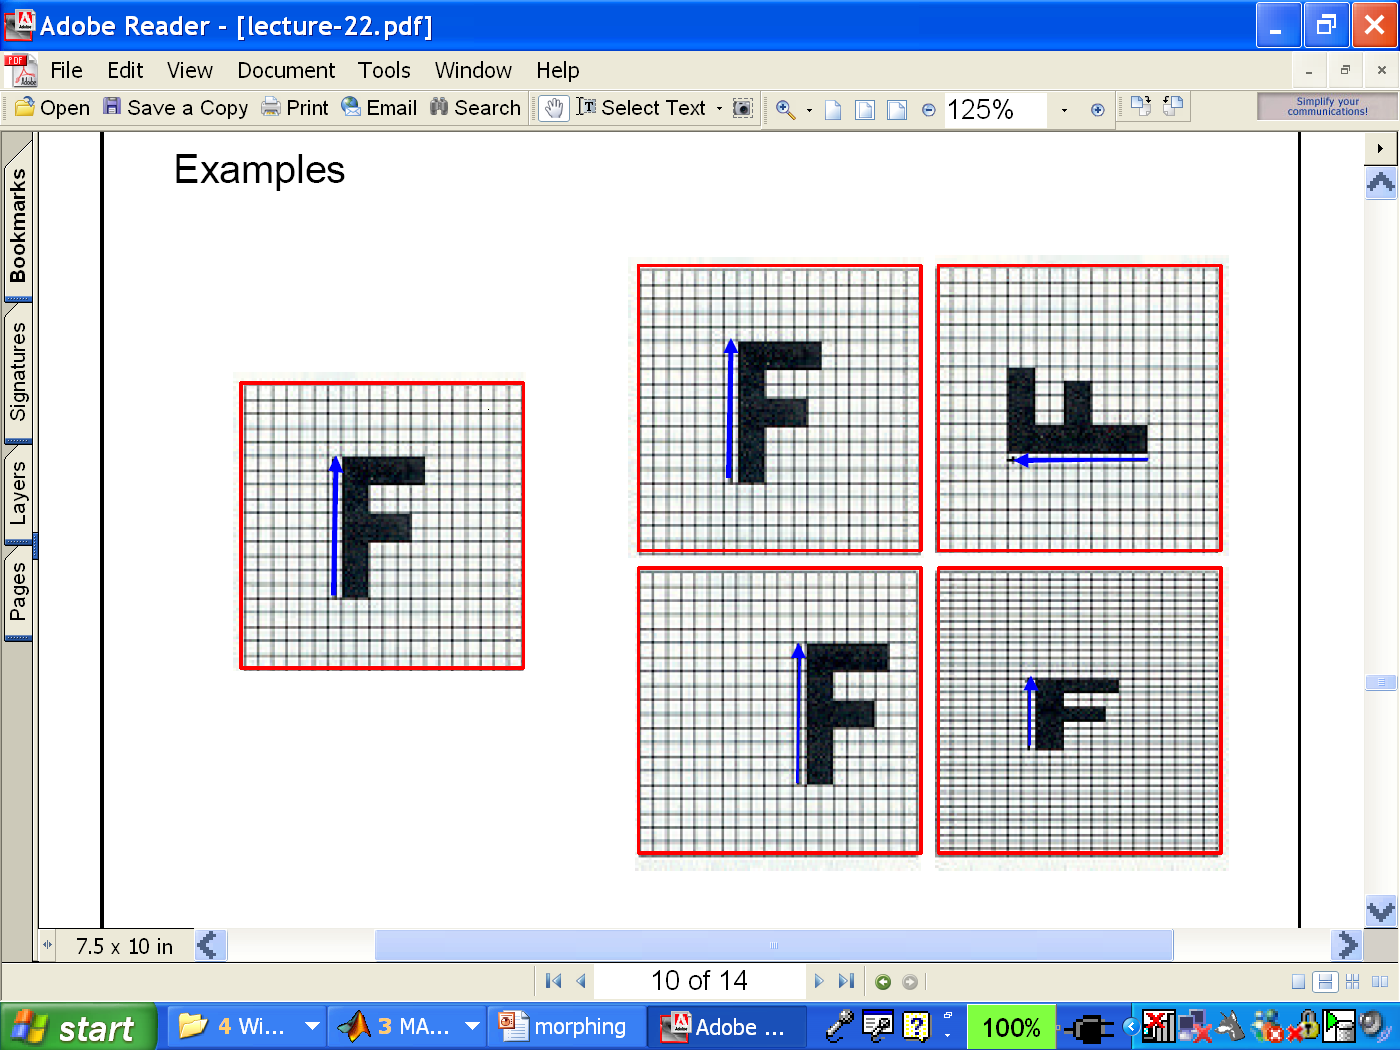 Adobe Reader - [lecture-22.pdf]
File Edit View Document Tools Window Help
Open Save a Copy Print Email Search Select Text 125% Simplify your communications!
Bookmarks
Signatures
Layers
Pages
Examples
F
F F
F F
7.5 x 10 in
10 of 14
start 4 Wi... 3 MA... morphing Adobe ... 100%